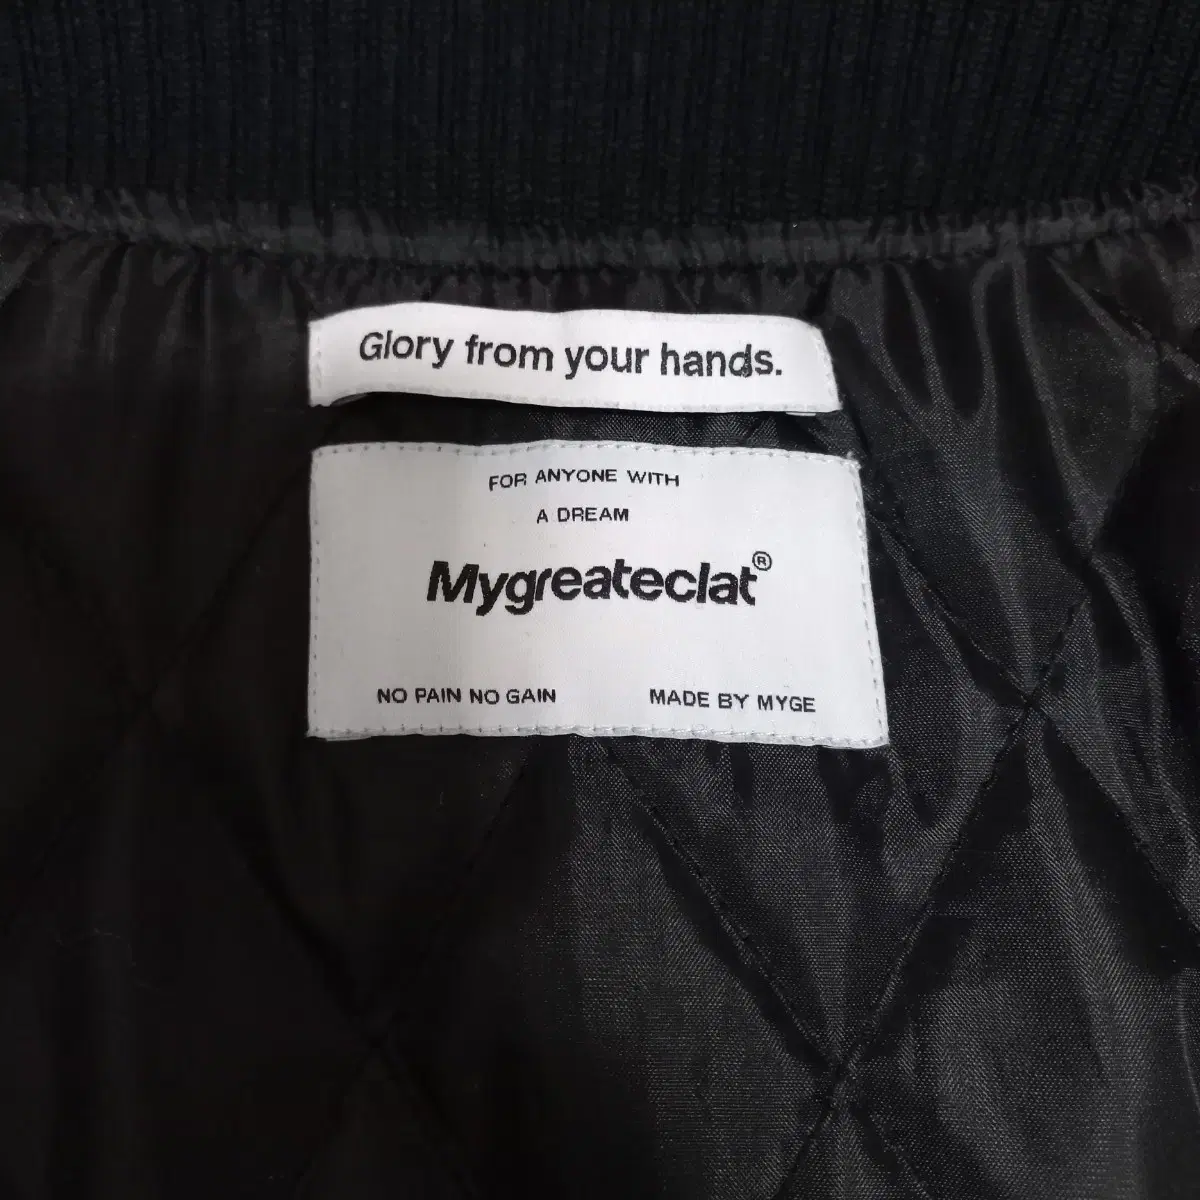 Glory from your hands.
FOR ANYONE WITH
A DREAM
Mygreateclat®
NO PAIN NO GAIN MADE BY MYGE